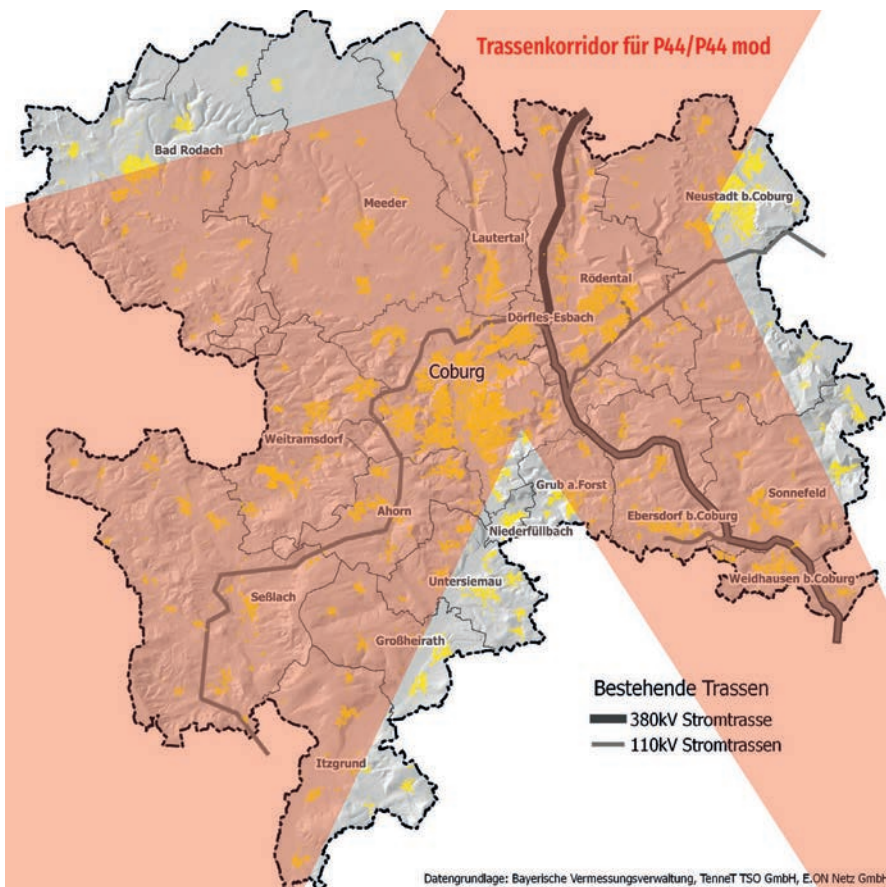 Trassenkorridor für P44/P44 mod
Bad Rodach
Neustadt b.Coburg
Meeder
Lautertal
Rödental
Dörfles-Esbach
Coburg
Weitramsdorf
Grub a.Forst
Sonnefeld
Ahorn
Ebersdorf b.Coburg
Niederfüllbach
Untersiemau
Weidhausen b.Coburg
Seßlach
Großheirath
Itzgrund
Bestehende Trassen
380kV Stromtrasse
110kV Stromtrassen
Datengrundlage: Bayerische Vermessungsverwaltung, TenneT TSO GmbH, E.ON Netz GmbH